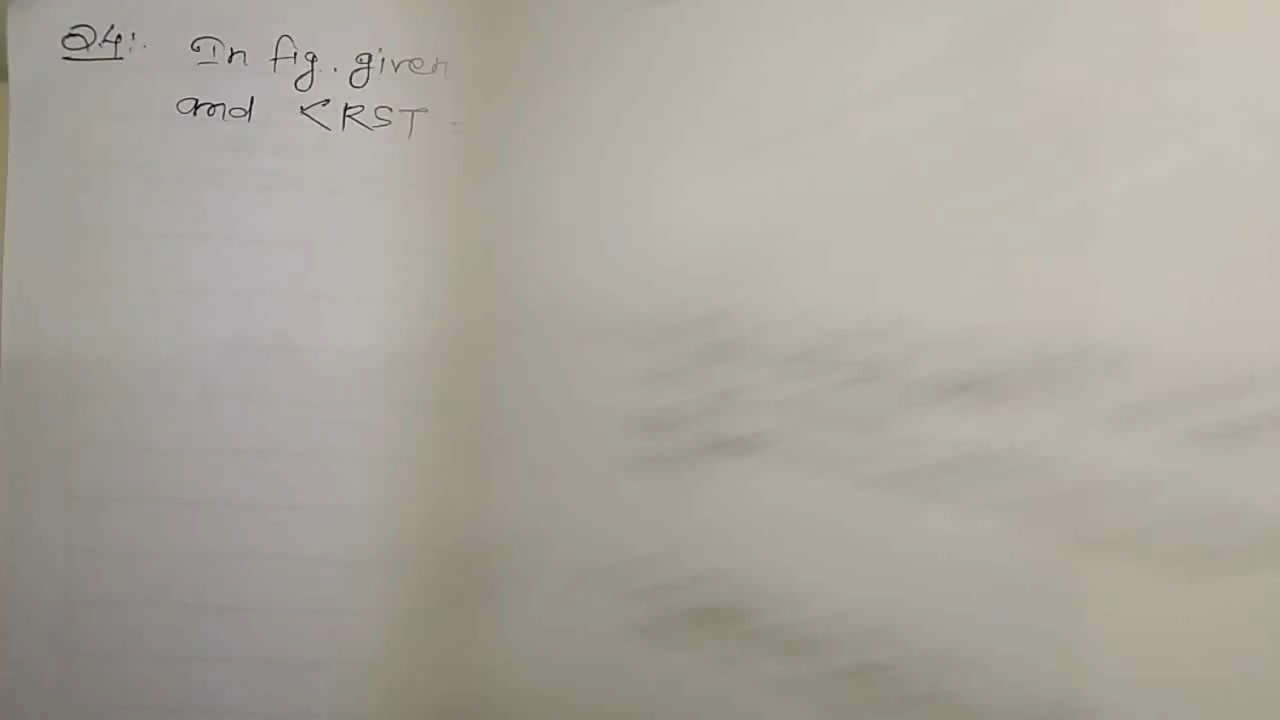 Q4:. In fig. given
and <RST =